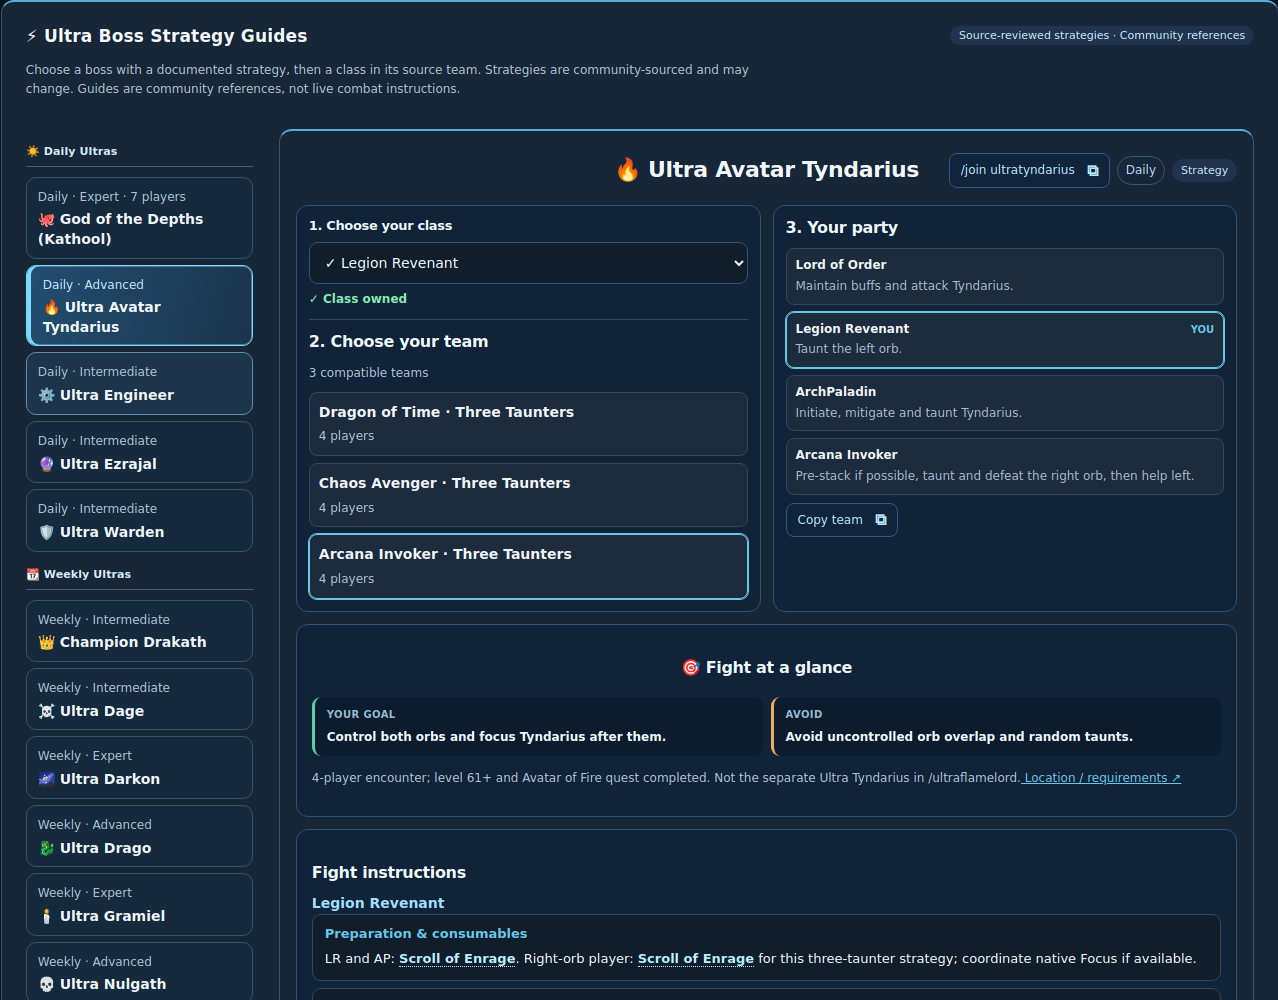 ⚡ Ultra Boss Strategy Guides
Source-reviewed strategies · Community references
Choose a boss with a documented strategy, then a class in its source team. Strategies are community-sourced and may
change. Guides are community references, not live combat instructions.
☀️ Daily Ultras
Daily · Expert · 7 players
🐙 God of the Depths
(Kathool)
Daily · Advanced
🔥 Ultra Avatar
Tyndarius
Daily · Intermediate
⚙️ Ultra Engineer
Daily · Intermediate
🔮 Ultra Ezrajal
Daily · Intermediate
🛡️ Ultra Warden
📆 Weekly Ultras
Weekly · Intermediate
👑 Champion Drakath
Weekly · Intermediate
☠️ Ultra Dage
Weekly · Expert
🌌 Ultra Darkon
Weekly · Advanced
🐉 Ultra Drago
Weekly · Expert
🕯️ Ultra Gramiel
Weekly · Advanced
💀 Ultra Nulgath
🔥 Ultra Avatar Tyndarius
/join ultratyndarius ⧉
Daily
Strategy
1. Choose your class
✓ Legion Revenant
✓ Class owned
2. Choose your team
3 compatible teams
Dragon of Time · Three Taunters
4 players
Chaos Avenger · Three Taunters
4 players
Arcana Invoker · Three Taunters
4 players
3. Your party
Lord of Order
Maintain buffs and attack Tyndarius.
Legion Revenant
YOU
Taunt the left orb.
ArchPaladin
Initiate, mitigate and taunt Tyndarius.
Arcana Invoker
Pre-stack if possible, taunt and defeat the right orb, then help left.
Copy team ⧉
🎯 Fight at a glance
YOUR GOAL
Control both orbs and focus Tyndarius after them.
AVOID
Avoid uncontrolled orb overlap and random taunts.
4-player encounter; level 61+ and Avatar of Fire quest completed. Not the separate Ultra Tyndarius in /ultraflamelord. Location / requirements ↗
Fight instructions
Legion Revenant
Preparation & consumables
LR and AP: Scroll of Enrage. Right-orb player: Scroll of Enrage for this three-taunter strategy; coordinate native Focus if available.